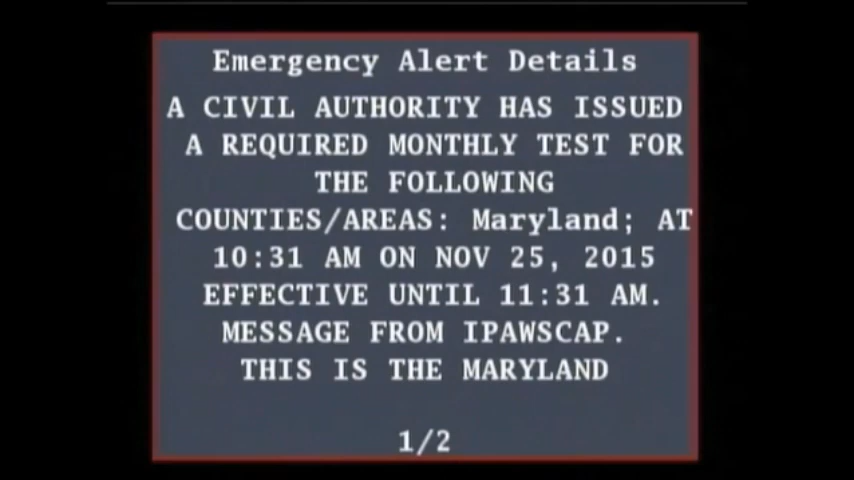 Emergency Alert Details
A CIVIL AUTHORITY HAS ISSUED
A REQUIRED MONTHLY TEST FOR
THE FOLLOWING
COUNTIES/AREAS: Maryland; AT
10:31 AM ON NOV 25, 2015
EFFECTIVE UNTIL 11:31 AM.
MESSAGE FROM IPAWSCAP.
THIS IS THE MARYLAND
1/2